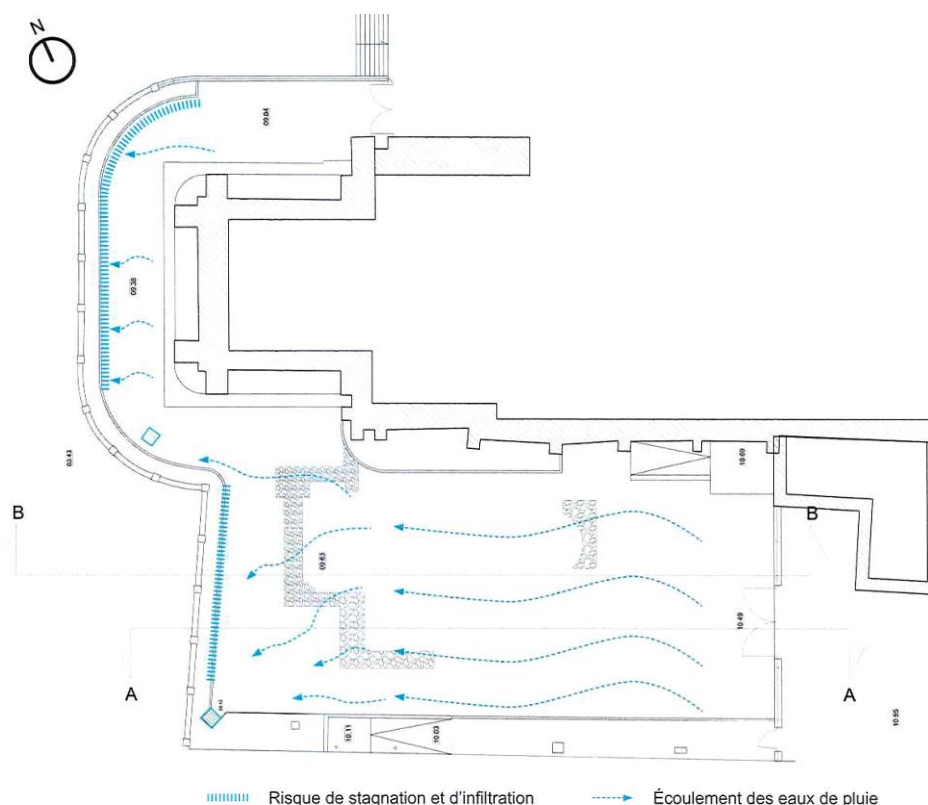 N
09.04
09.38
03.43
10.69
B
B
09.63
10.49
A
A
10.11
10.03
10.95
Risque de stagnation et d'infiltration
Écoulement des eaux de pluie